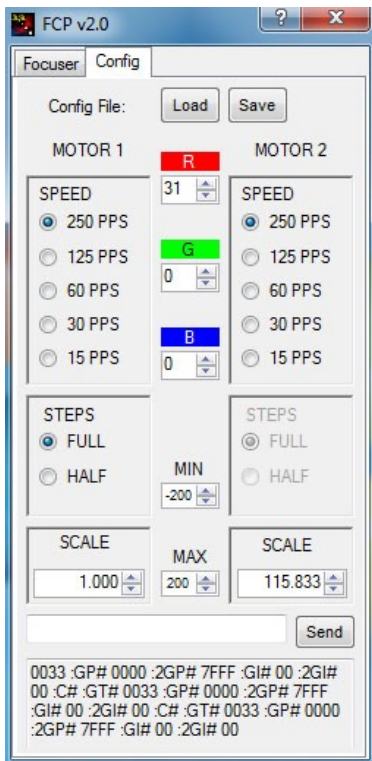 FCP v2.0
?
X
Focuser
Config
Config File:
Load
Save
MOTOR 1
MOTOR 2
R
31
G
0
B
0
SPEED
250 PPS
125 PPS
60 PPS
30 PPS
15 PPS
SPEED
250 PPS
125 PPS
60 PPS
30 PPS
15 PPS
STEPS
FULL
HALF
STEPS
FULL
HALF
MIN
-200
MAX
200
SCALE
1.000
SCALE
115.833
Send
0033 :GP# 0000 :2GP# 7FFF :GI# 00 :2GI#
00 :C# :GT# 0033 :GP# 0000 :2GP# 7FFF
:GI# 00 :2GI# 00 :C# :GT# 0033 :GP# 0000
:2GP# 7FFF :GI# 00 :2GI# 00